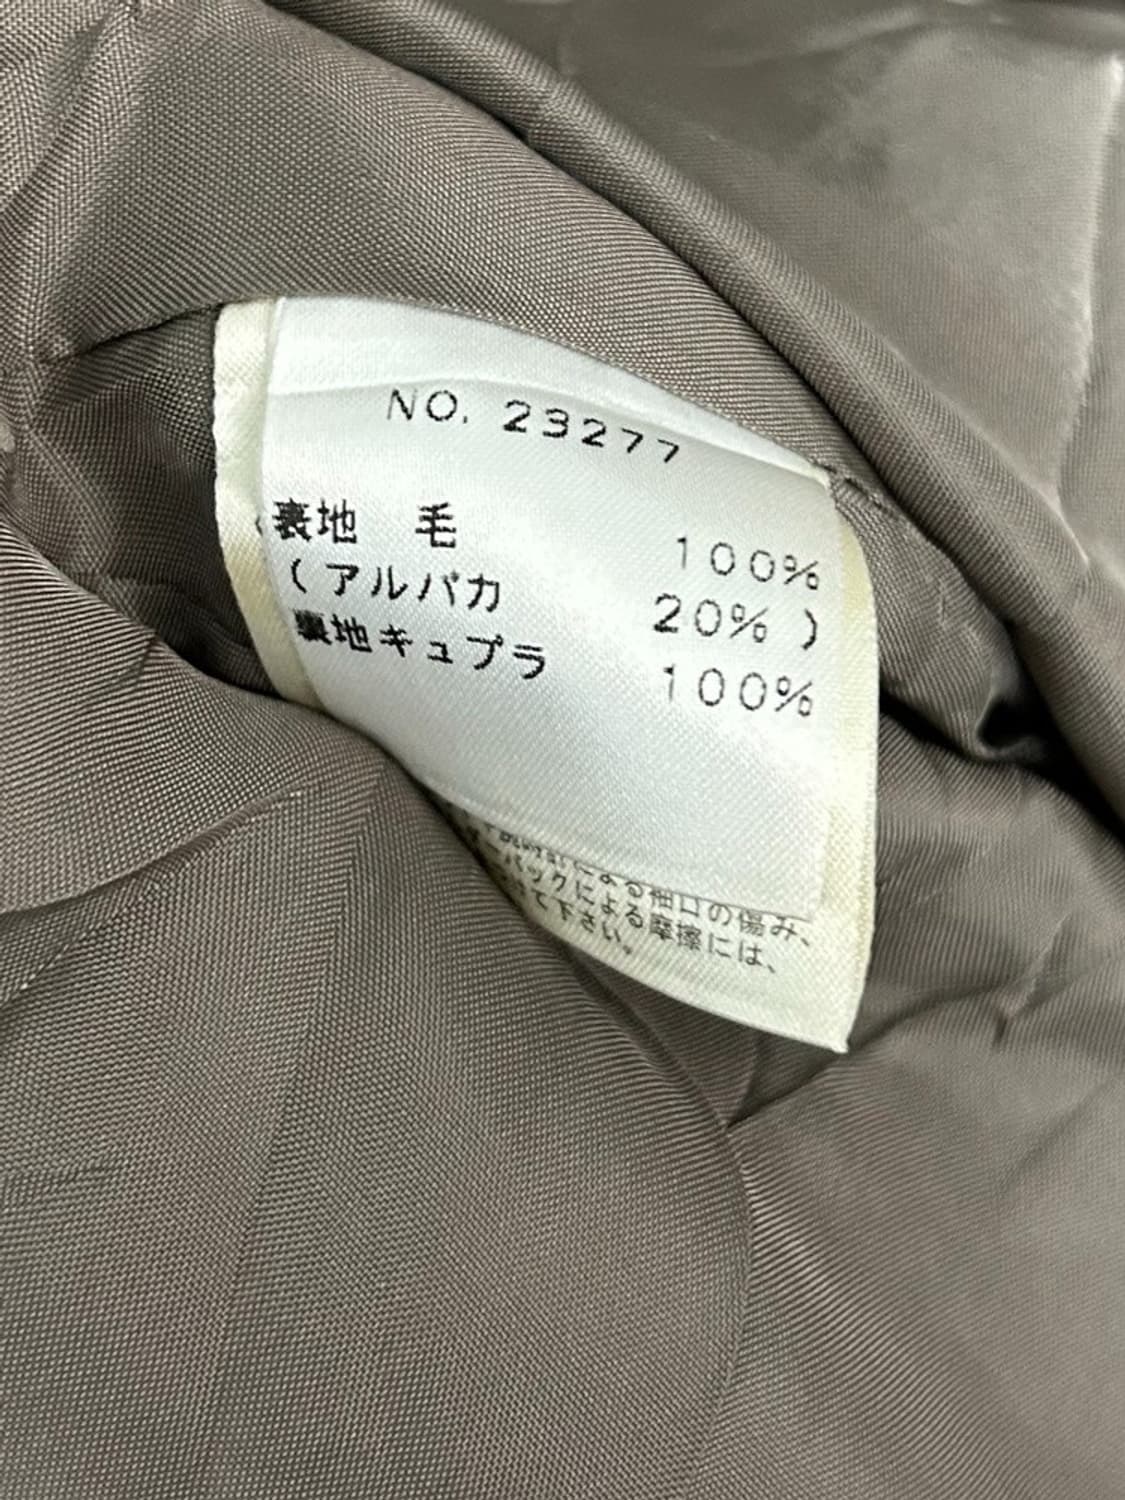 NO. 23277
表地 毛 100%
(アルパカ 20%)
裏地キュプラ 100%
による袖口の傷み、
バックによる摩擦には、
けて下さい。